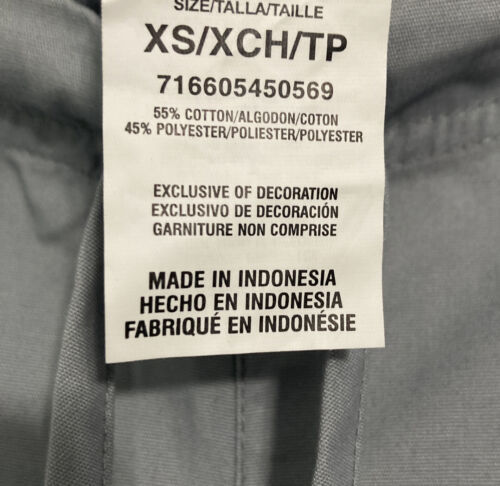 SIZE/TALLA/TAILLE
XS/XCH/TP
716605450569
55% COTTON/ALGODON/COTON
45% POLYESTER/POLIESTER/POLYESTER
EXCLUSIVE OF DECORATION
EXCLUSIVO DE DECORACIÓN
GARNITURE NON COMPRISE
MADE IN INDONESIA
HECHO EN INDONESIA
FABRIQUÉ EN INDONÉSIE